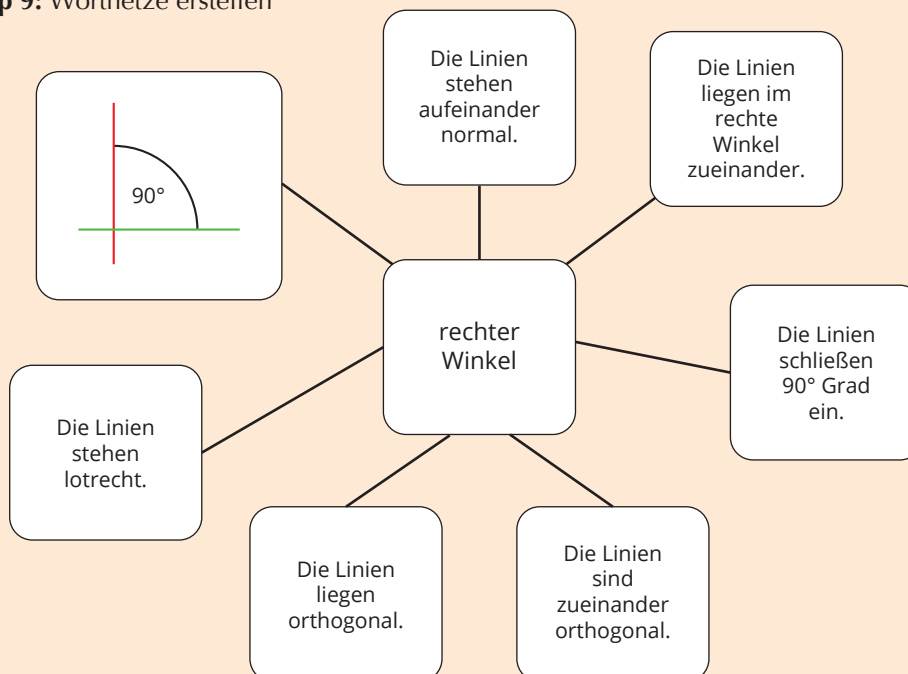 p 9: Wortnetze erstellen
Die Linien
stehen
aufeinander
normal.
Die Linien
liegen im
rechte
Winkel
zueinander.
90°
rechter
Winkel
Die Linien
schließen
90° Grad
ein.
Die Linien
stehen
lotrecht.
Die Linien
liegen
orthogonal.
Die Linien
sind
zueinander
orthogonal.